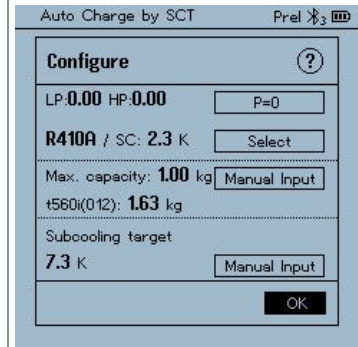 Auto Charge by SCT Prel 3
Configure ?
LP:0.00 HP:0.00 P=0
R410A / SC: 2.3 K Select
Max. capacity: 1.00 kg Manual Input
t560i(012): 1.63 kg
Subcooling target
7.3 K Manual Input
OK